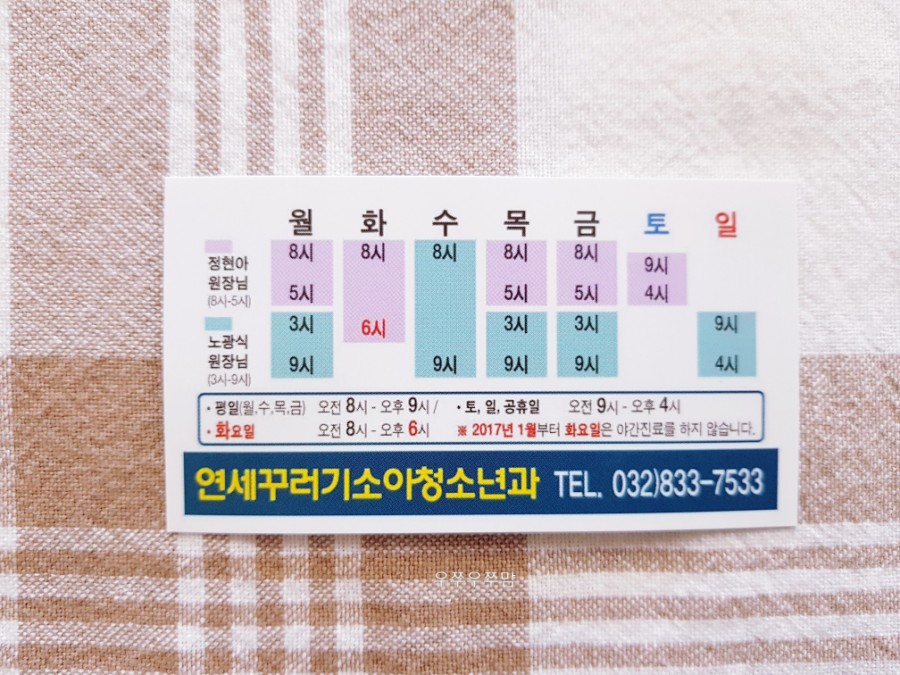 월 화 수 목 금 토 일
8시 8시 8시 8시 8시 9시
정현아
원장님
(8시-5시)
5시 6시 5시 5시 4시
노광식
원장님
(3시-9시)
3시 3시 3시 9시
9시 9시 9시 9시 4시
· 평일(월,수,목,금) 오전 8시 - 오후 9시 / · 토, 일, 공휴일 오전 9시 - 오후 4시
· 화요일 오전 8시 - 오후 6시 ※ 2017년 1월부터 화요일은 야간진료를 하지 않습니다.
연세꾸러기소아청소년과 TEL. 032)833-7533
우쭈우쭈맘